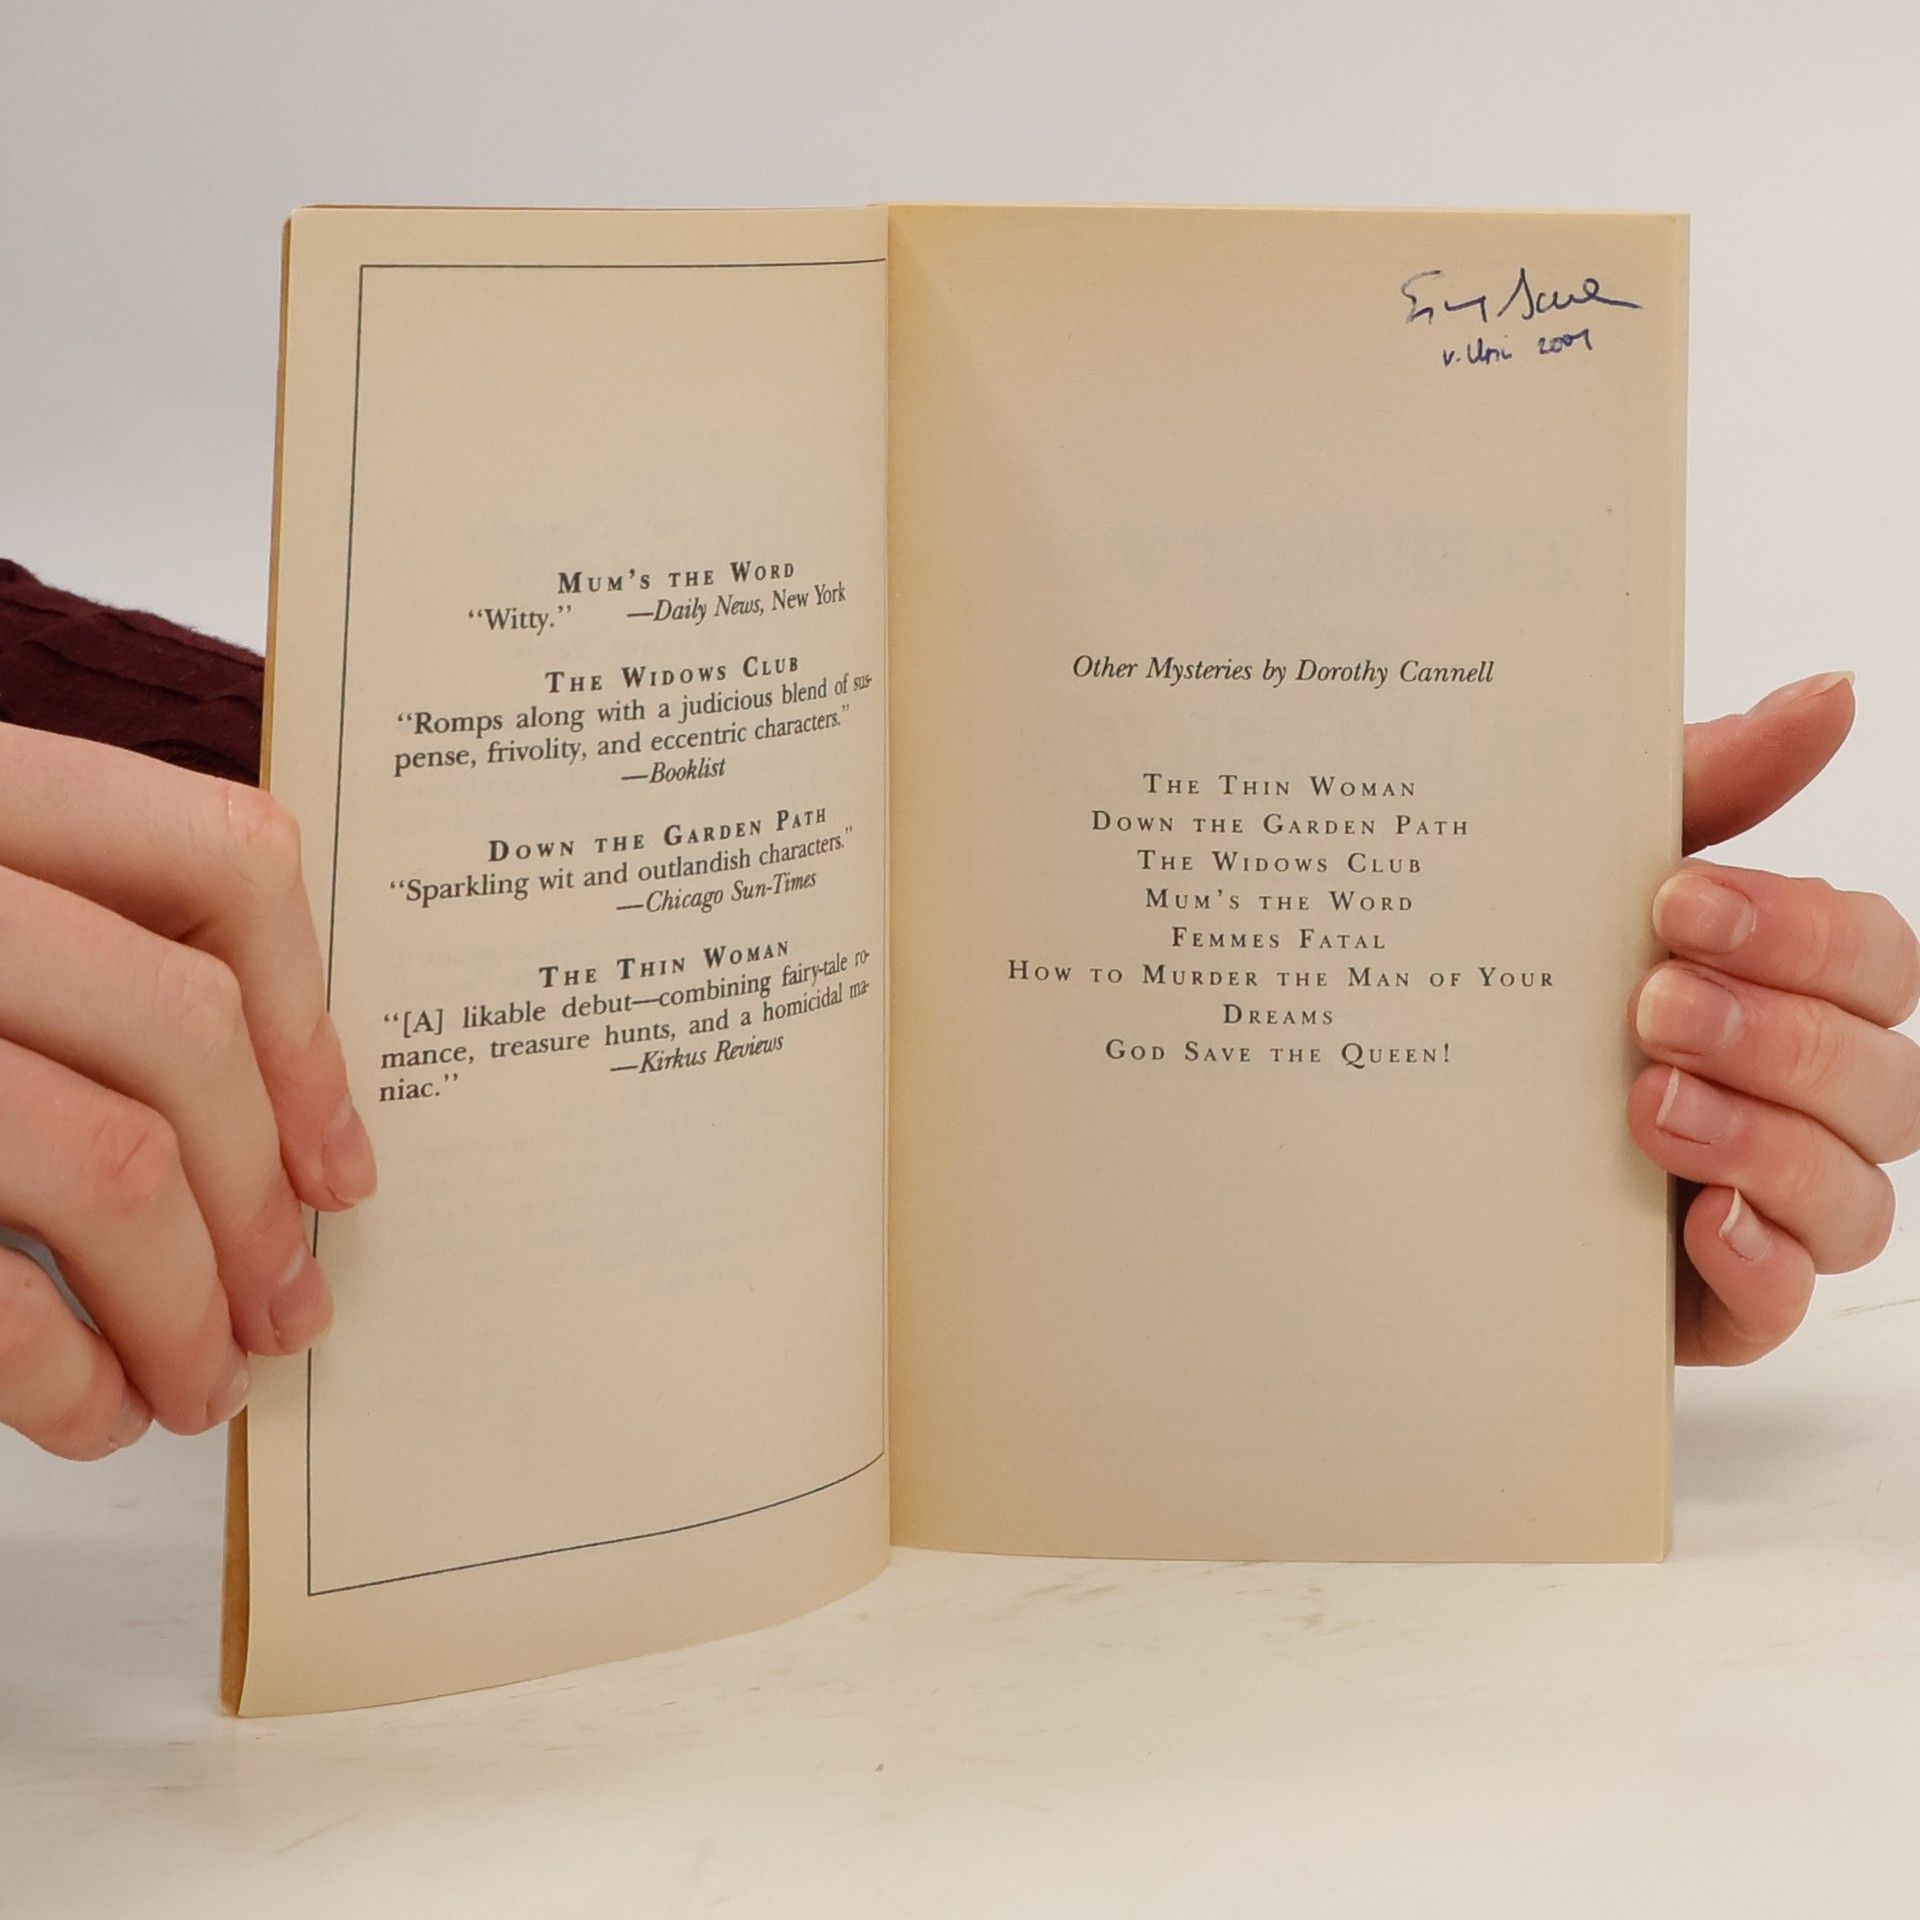 MUM'S THE WORD
“Witty.” —Daily News, New York
THE WIDOWS CLUB
“Romps along with a judicious blend of sus-
pense, frivolity, and eccentric characters.”
—Booklist
DOWN THE GARDEN PATH
“Sparkling wit and outlandish characters.”
—Chicago Sun-Times
THE THIN WOMAN
“[A] likable debut—combining fairy-tale ro-
mance, treasure hunts, and a homicidal ma-
niac.” —Kirkus Reviews
Other Mysteries by Dorothy Cannell
THE THIN WOMAN
DOWN THE GARDEN PATH
THE WIDOWS CLUB
MUM'S THE WORD
FEMMES FATAL
HOW TO MURDER THE MAN OF YOUR
DREAMS
GOD SAVE THE QUEEN!